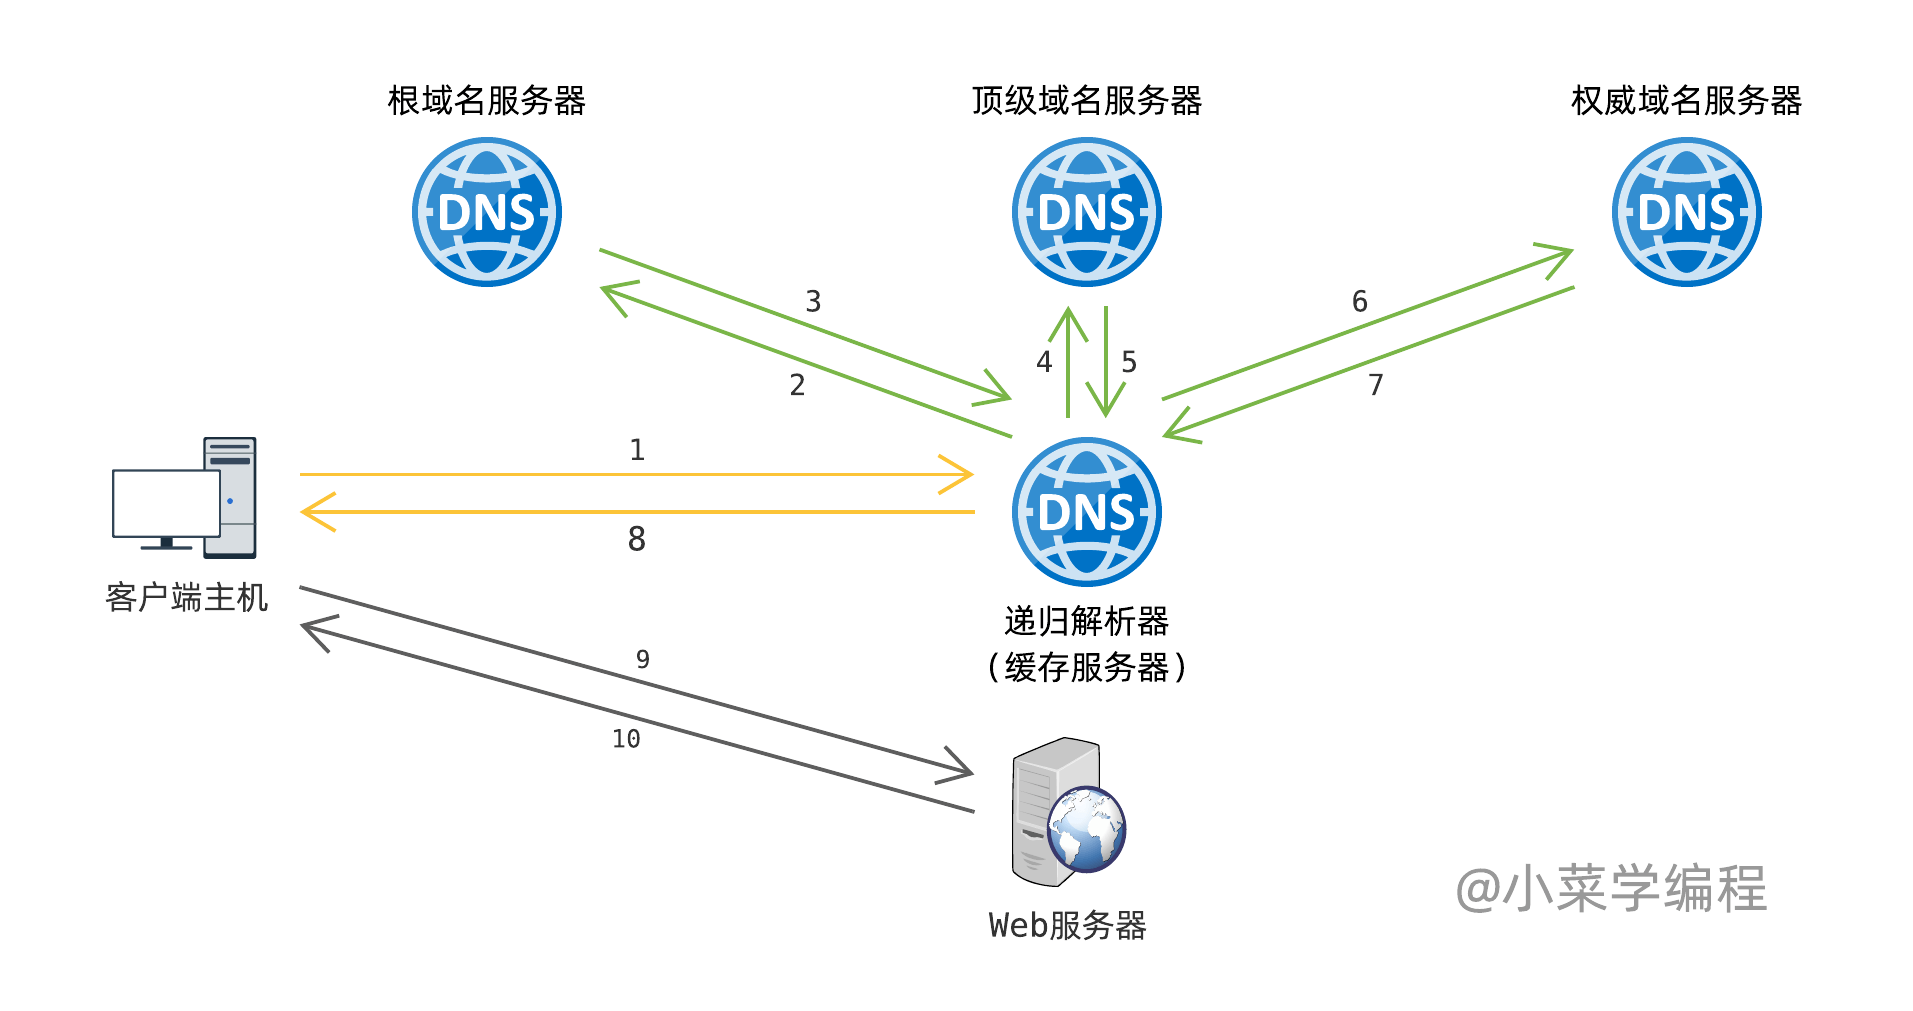 根域名服务器
顶级域名服务器
权威域名服务器
DNS
DNS
DNS
3
6
4
5
2
7
1
DNS
8
客户端主机
递归解析器
(缓存服务器)
9
10
Web服务器
@小菜学编程